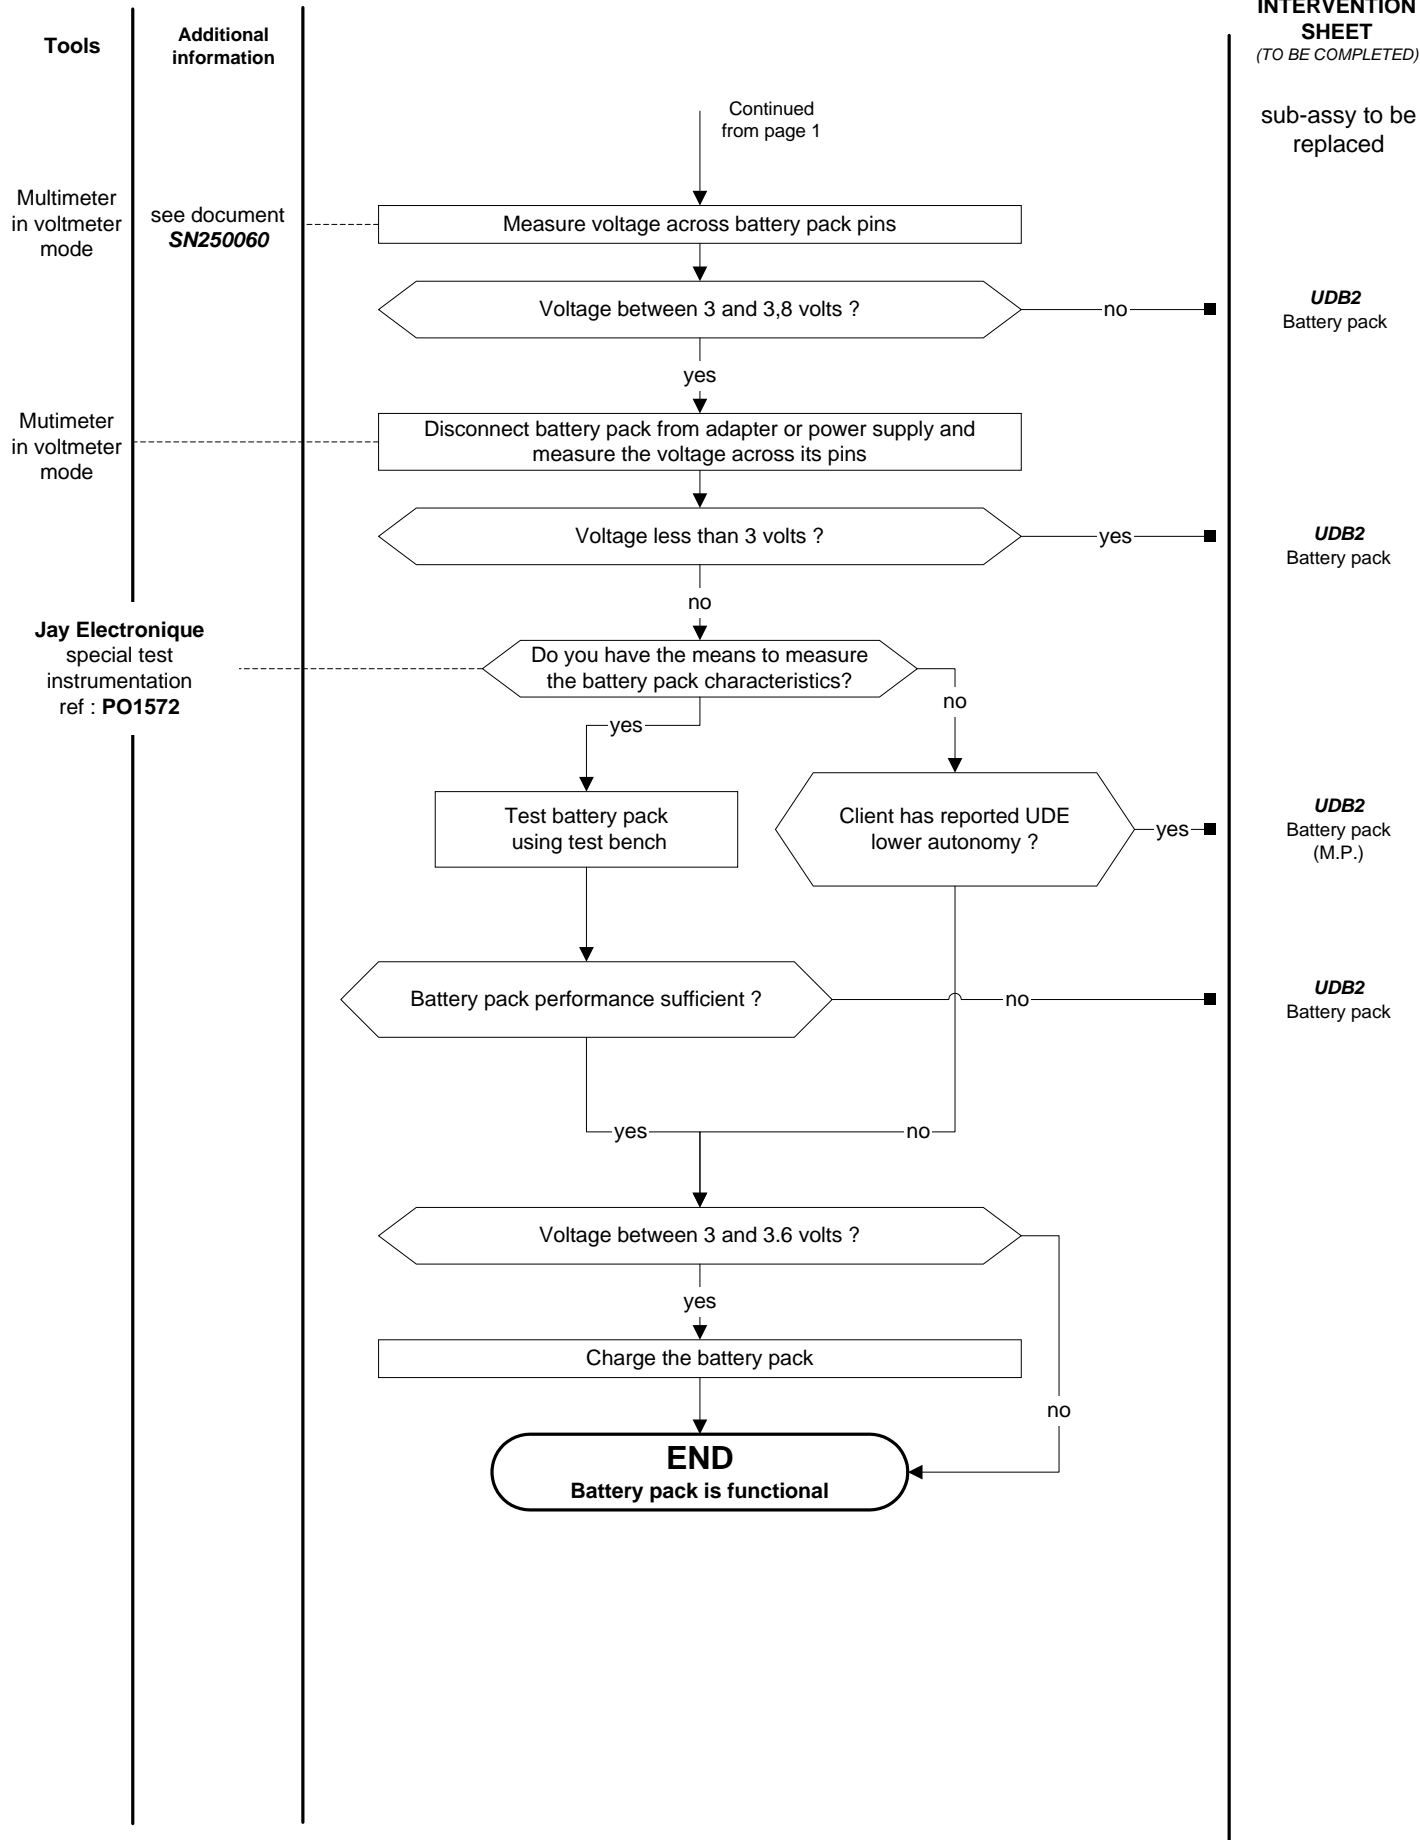 Tools
Additional
information
INTERVENTION
SHEET
(TO BE COMPLETED)
Continued
from page 1
sub-assy to be
replaced
Multimeter
in voltmeter
mode
see document
SN250060
Measure voltage across battery pack pins
Voltage between 3 and 3,8 volts ?
no
UDB2
Battery pack
yes
Mutimeter
in voltmeter
mode
Disconnect battery pack from adapter or power supply and
measure the voltage across its pins
Voltage less than 3 volts ?
yes
UDB2
Battery pack
no
Jay Electronique
special test
instrumentation
ref : PO1572
Do you have the means to measure
the battery pack characteristics?
yes
no
Test battery pack
using test bench
Client has reported UDE
lower autonomy ?
yes
UDB2
Battery pack
(M.P.)
Battery pack performance sufficient ?
no
UDB2
Battery pack
yes
no
Voltage between 3 and 3.6 volts ?
yes
Charge the battery pack
no
END
Battery pack is functional